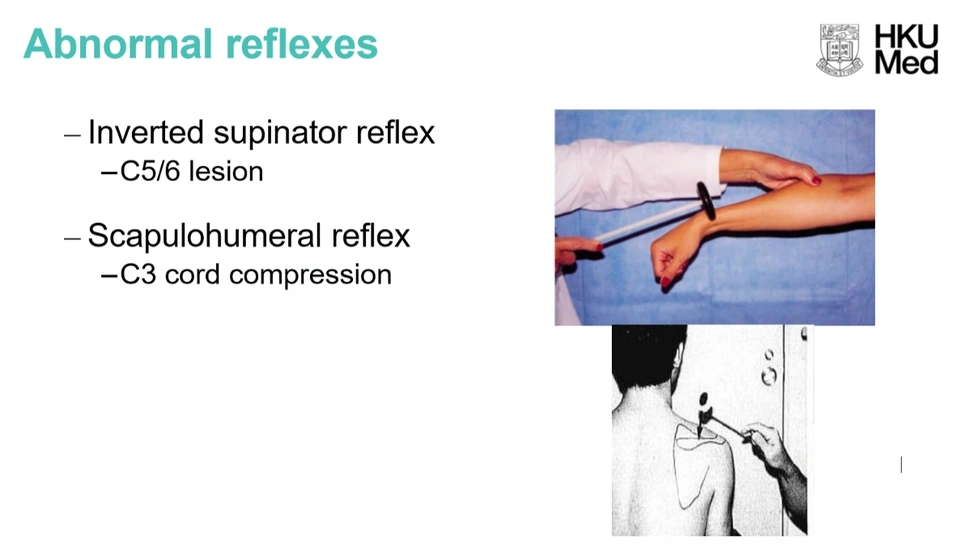 Abnormal reflexes
HKU
Med
– Inverted supinator reflex
–C5/6 lesion
– Scapulohumeral reflex
–C3 cord compression